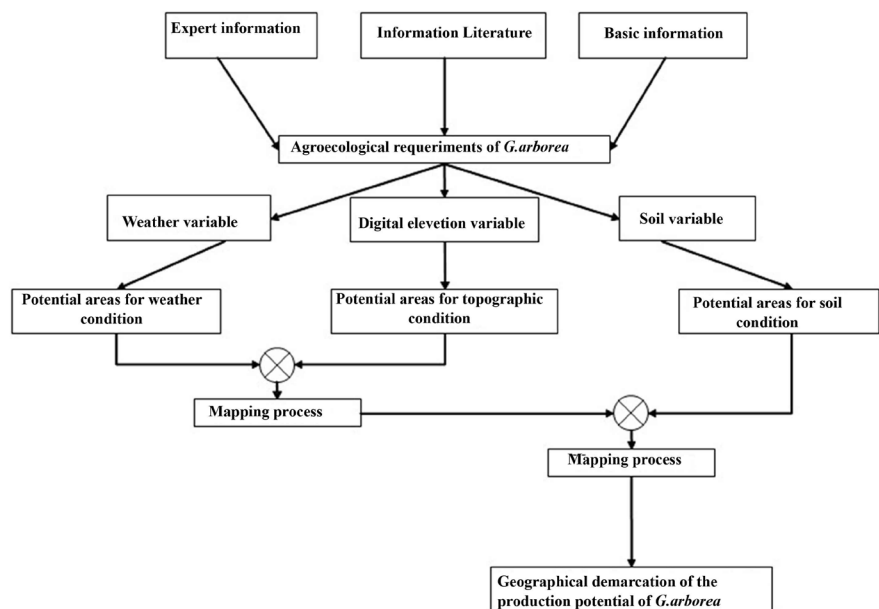 Expert information
Information Literature
Basic information
Agroecological requeriments of G.arborea
Weather variable
Digital elevetion variable
Soil variable
Potential areas for weather
condition
Potential areas for topographic
condition
Potential areas for soil
condition
Mapping process
Mapping process
Geographical demarcation of the
production potential of G.arborea